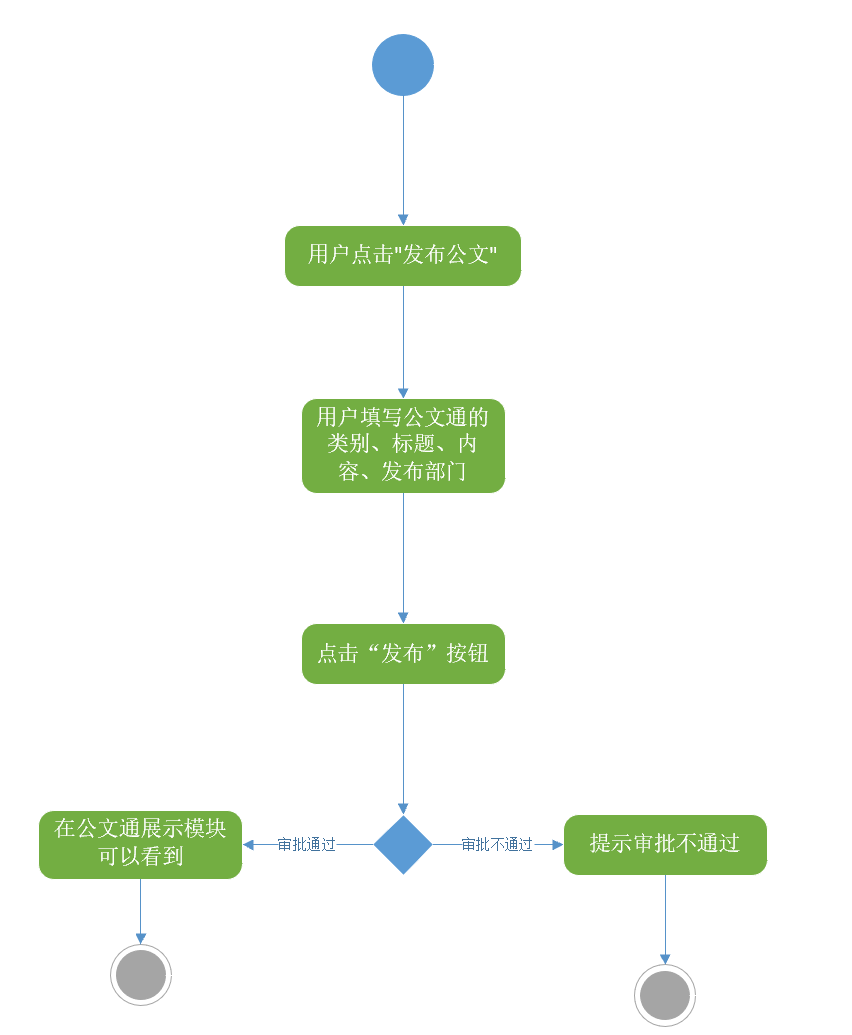 用户点击"发布公文"
用户填写公文通的
类别、标题、内
容、发布部门
点击“发布”按钮
在公文通展示模块
可以看到
审批通过
审批不通过
提示审批不通过